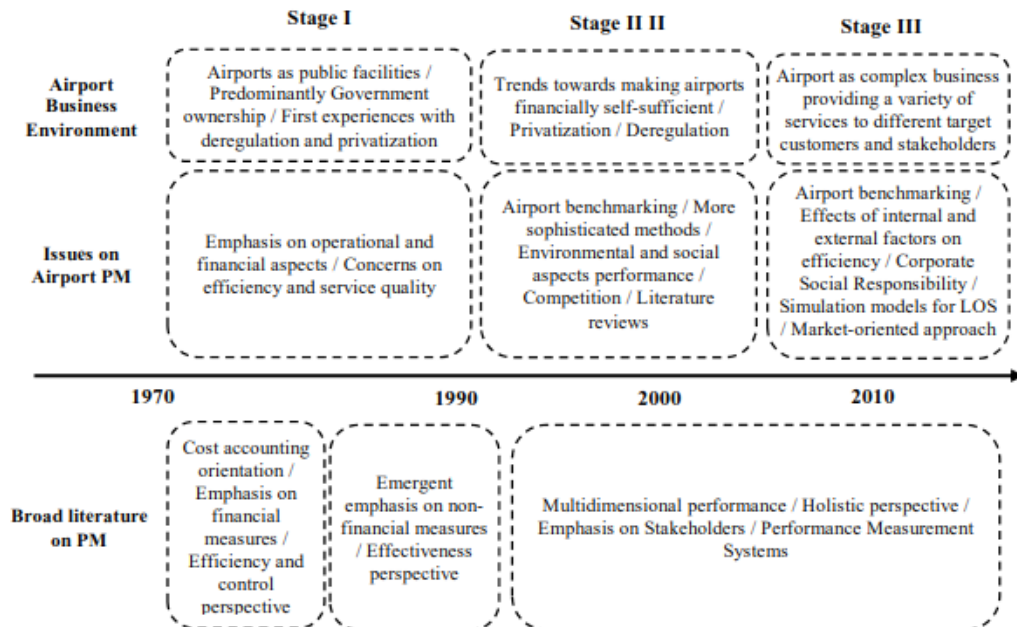 Stage I
Stage II II
Stage III
Airport
Business
Environment
Airports as public facilities /
Predominantly Government
ownership / First experiences with
deregulation and privatization
Trends towards making airports
financially self-sufficient /
Privatization / Deregulation
Airport as complex business
providing a variety of
services to different target
customers and stakeholders
Issues on
Airport PM
Emphasis on operational and
financial aspects / Concerns on
efficiency and service quality
Airport benchmarking / More
sophisticated methods /
Environmental and social
aspects performance /
Competition / Literature
reviews
Airport benchmarking /
Effects of internal and
external factors on
efficiency / Corporate
Social Responsibility /
Simulation models for LOS
/ Market-oriented approach
1970
1990
2000
2010
Broad literature
on PM
Cost accounting
orientation /
Emphasis on
financial
measures /
Efficiency and
control
perspective
Emergent
emphasis on non-
financial measures
/ Effectiveness
perspective
Multidimensional performance / Holistic perspective /
Emphasis on Stakeholders / Performance Measurement
Systems